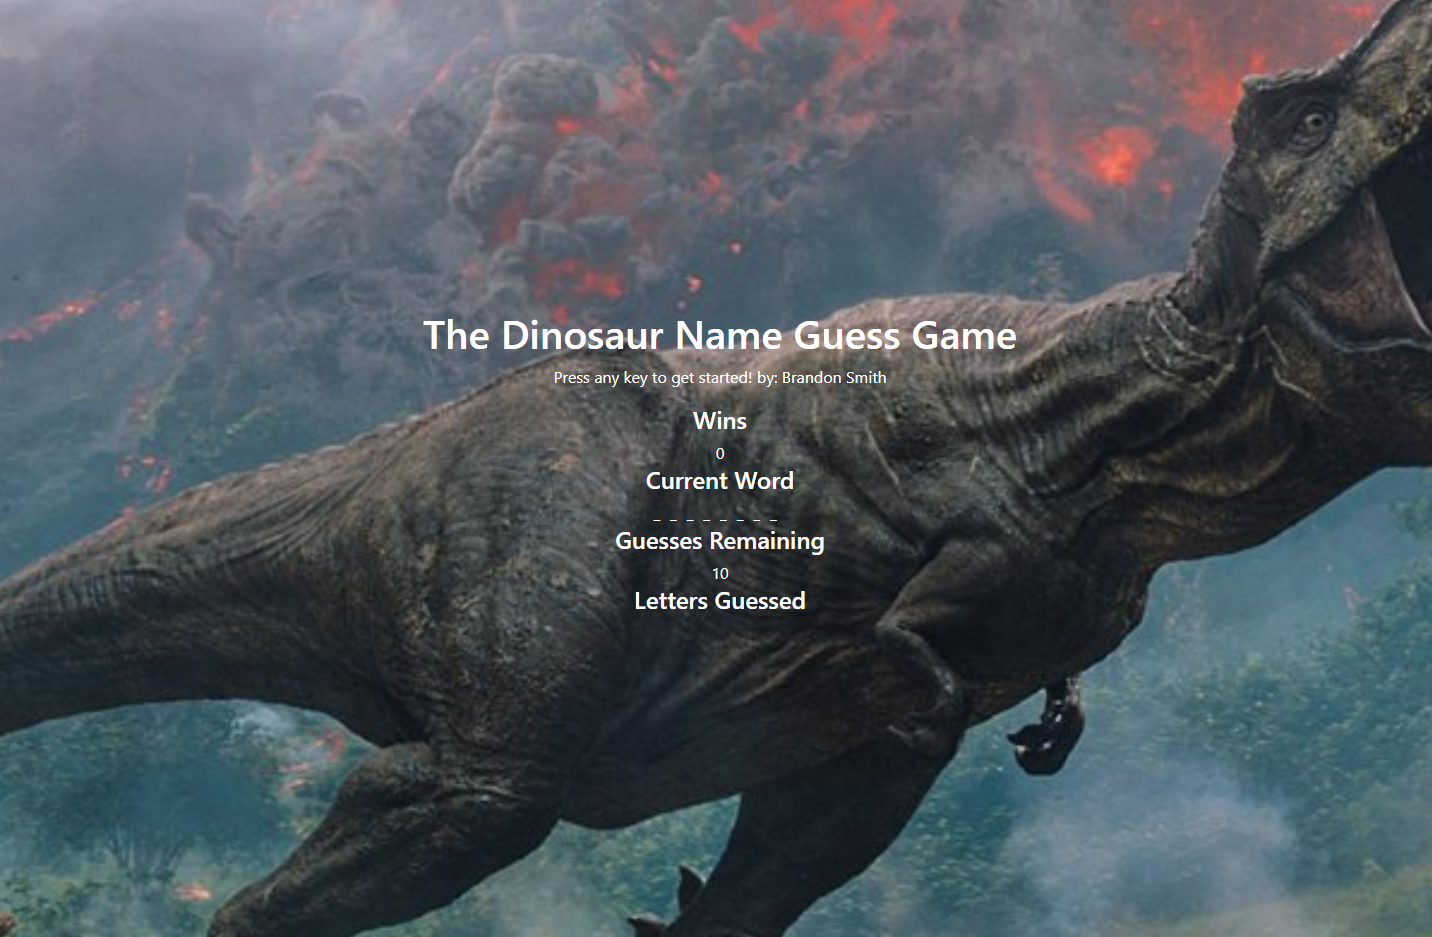 The Dinosaur Name Guess Game
Press any key to get started! by: Brandon Smith
Wins
0
Current Word
_ _ _ _ _ _ _ _
Guesses Remaining
10
Letters Guessed